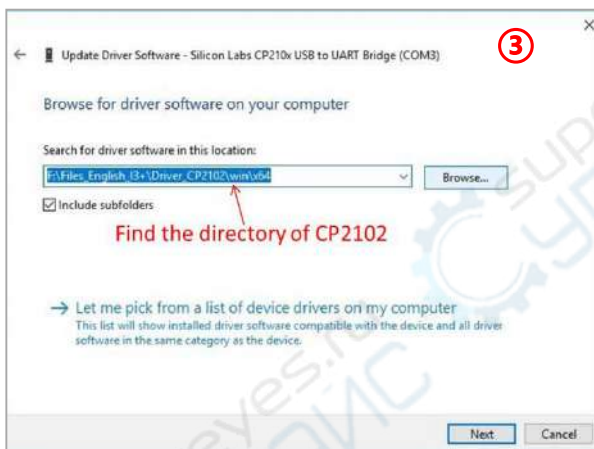 ③
Update Driver Software - Silicon Labs CP210x USB to UART Bridge (COM3)
Browse for driver software on your computer
Search for driver software in this location:
F:\Files_English_I3+\Driver_CP2102\win\x64
Browse...
Include subfolders
Find the directory of CP2102
Let me pick from a list of device drivers on my computer
This list will show installed driver software compatible with the device and all driver
software in the same category as the device.
Next
Cancel